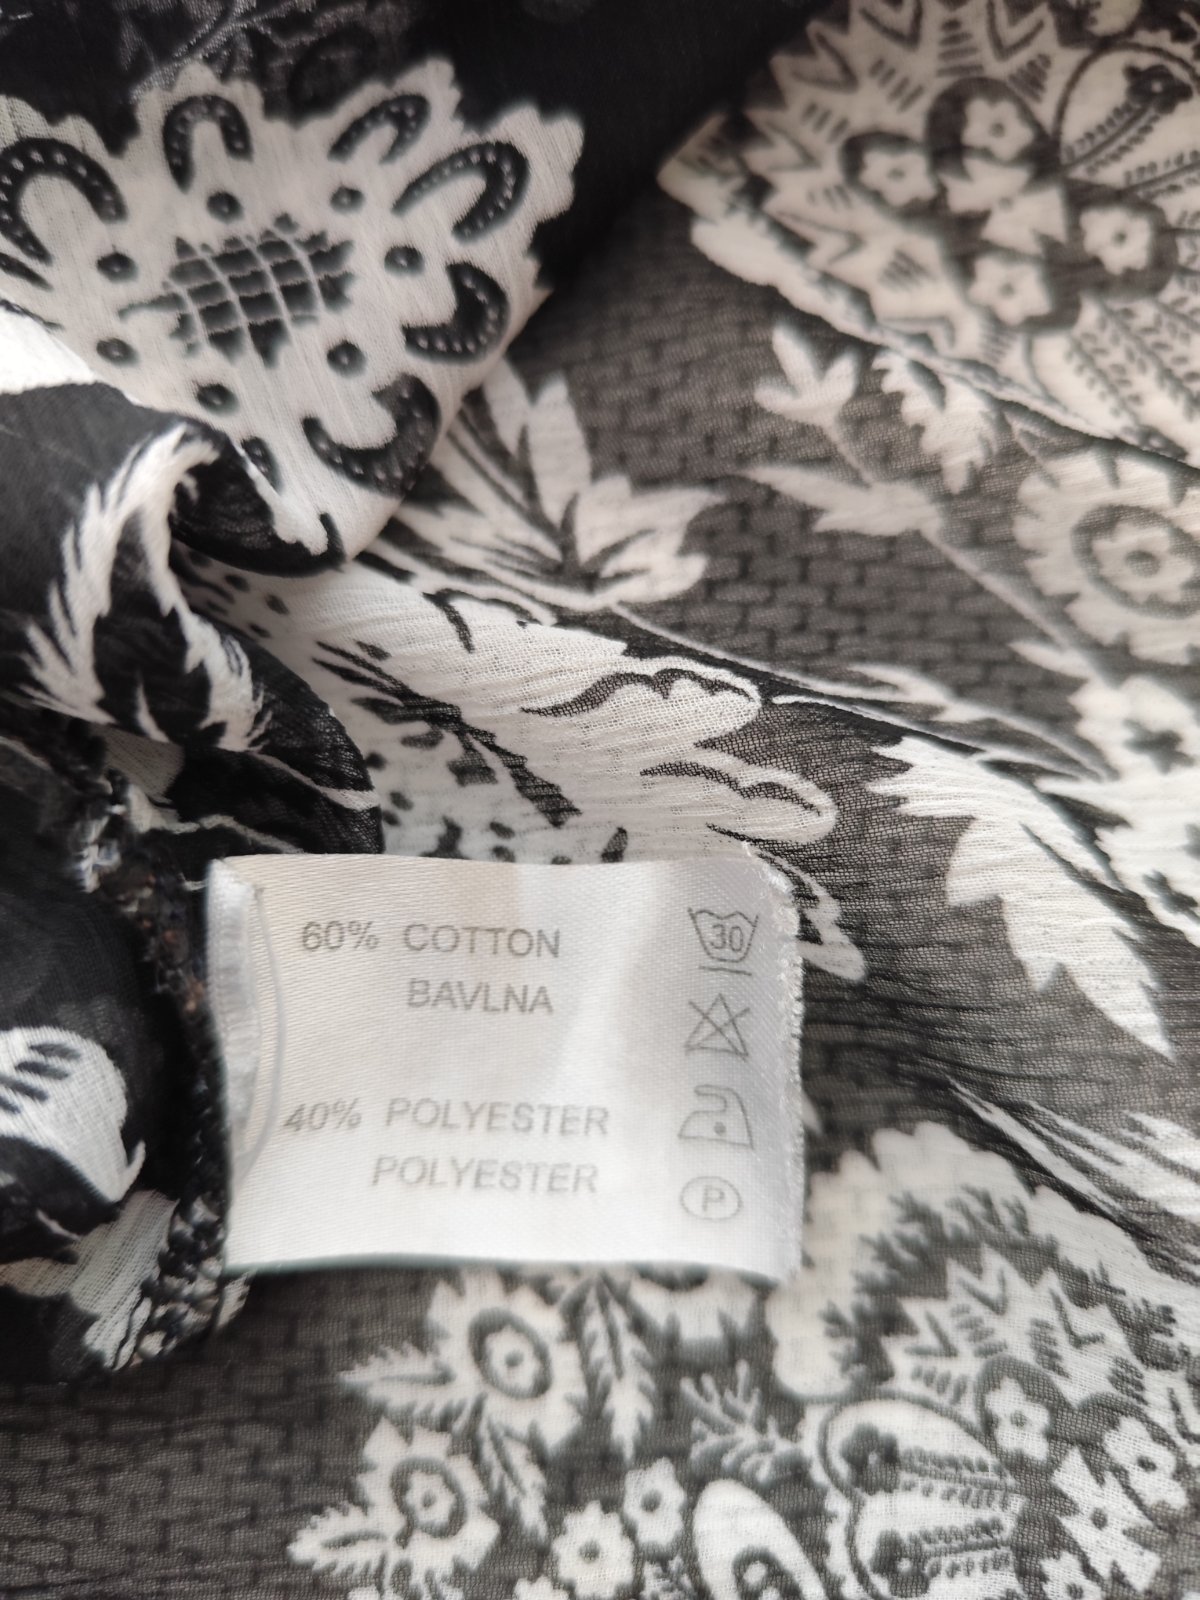 60% COTTON
BAVLNA
40% POLYESTER
POLYESTER
30
P